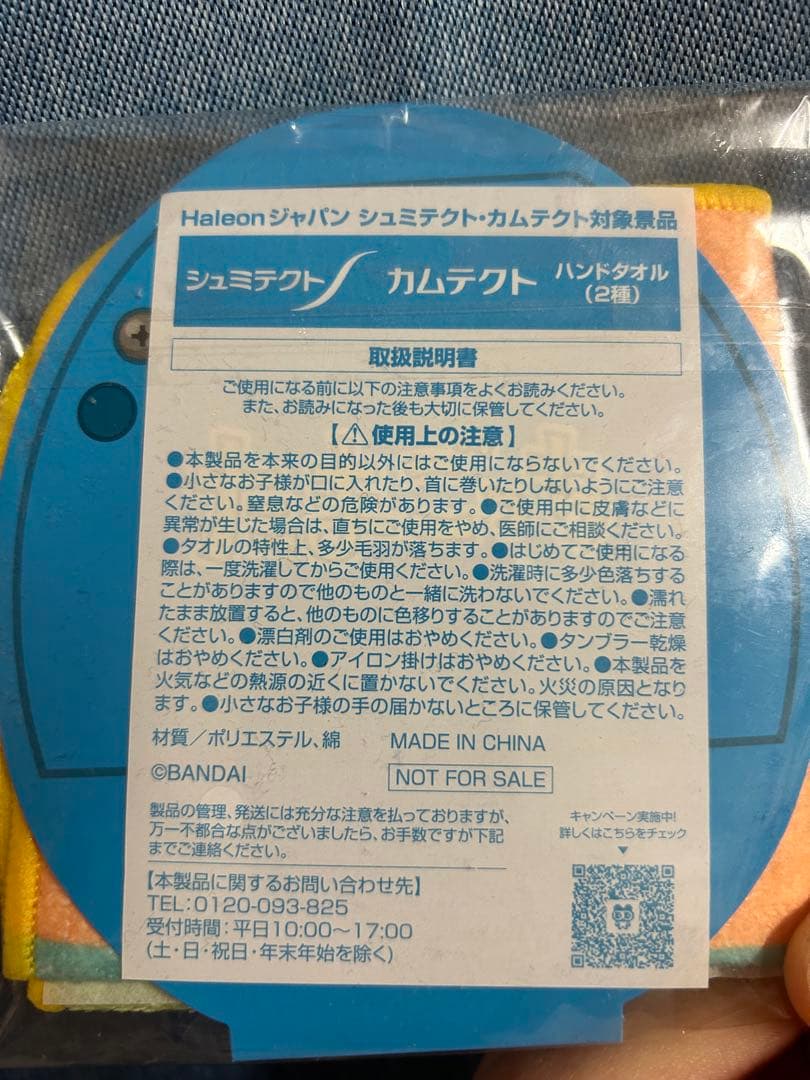 Haleonジャパン シュミテクト・カムテクト対象景品
シュミテクト カムテクト ハンドタオル
(2種)
取扱説明書
ご使用になる前に以下の注意事項をよくお読みください。
また、お読みになった後も大切に保管してください。
【⚠使用上の注意】
●本製品を本来の目的以外にはご使用にならないでください。
●小さなお子様が口に入れたり、首に巻いたりしないようにご注意
ください。窒息などの危険があります。●ご使用中に皮膚などに
異常が生じた場合は、直ちにご使用をやめ、医師にご相談ください。
●タオルの特性上、多少毛羽が落ちます。●はじめてご使用になる
際は、一度洗濯してからご使用ください。●洗濯時に多少色落ちする
ことがありますので他のものと一緒に洗わないでください。●濡れ
たまま放置すると、他のものに色移りすることがありますのでご注意
ください。●漂白剤のご使用はおやめください。●タンブラー乾燥
はおやめください。●アイロン掛けはおやめください。●本製品を
火気などの熱源の近くに置かないでください。火災の原因となり
ます。●小さなお子様の手の届かないところに保管してください。
材質／ポリエステル、綿 MADE IN CHINA
©BANDAI NOT FOR SALE
製品の管理、発送には充分な注意を払っておりますが、
万一不都合な点がございましたら、お手数ですが下記
までご連絡ください。
【本製品に関するお問い合わせ先】
TEL:0120-093-825
受付時間:平日10:00～17:00
(土・日・祝日・年末年始を除く)
キャンペーン実施中!
詳しくはこちらをチェック